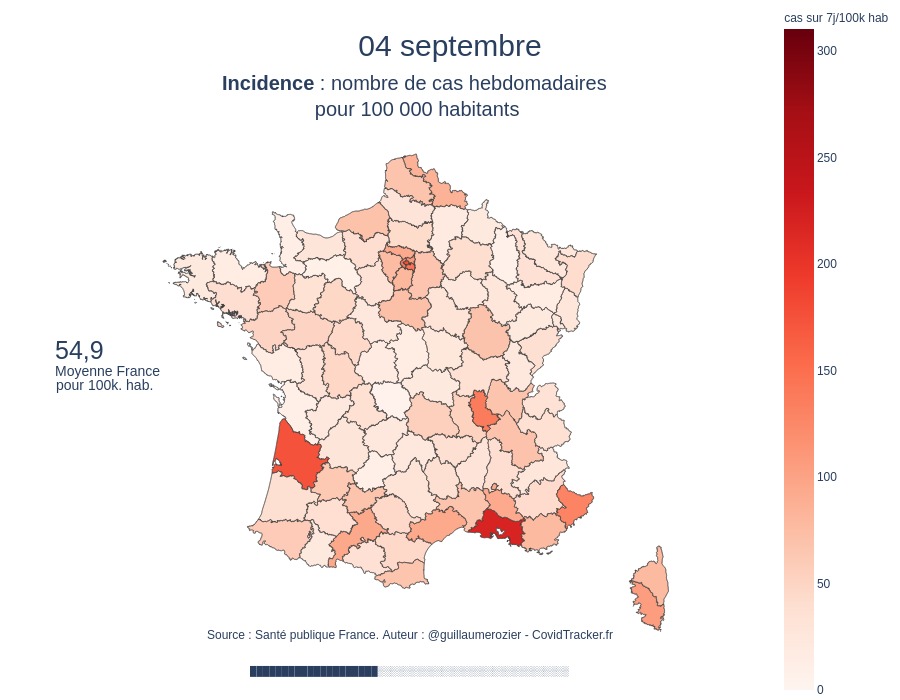 04 septembre
Incidence : nombre de cas hebdomadaires
pour 100 000 habitants
cas sur 7j/100k hab
300
250
200
150
100
50
0
54,9
Moyenne France
pour 100k. hab.
Source : Santé publique France. Auteur : @guillaumerozier - CovidTracker.fr